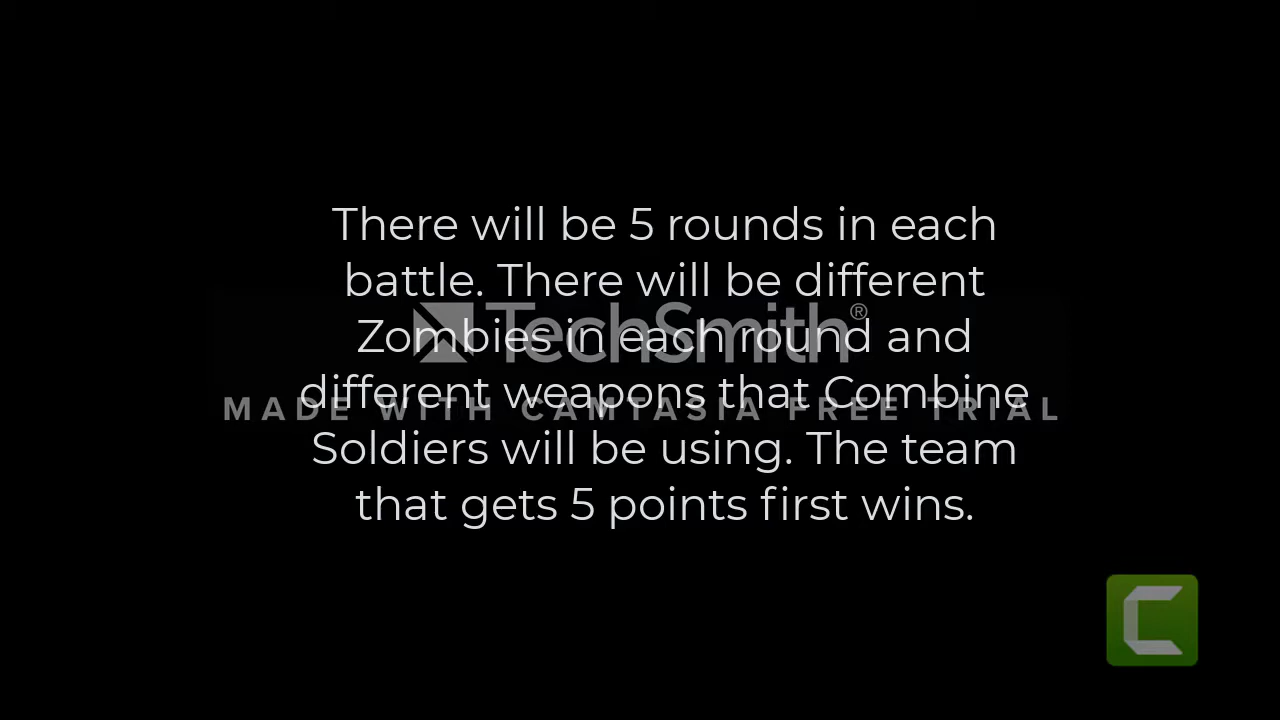 There will be 5 rounds in each
battle. There will be different
Zombies in each round and
different weapons that Combine
Soldiers will be using. The team
that gets 5 points first wins.
TechSmith®
MADE WITH CAMTASIA FREE TRIAL
C